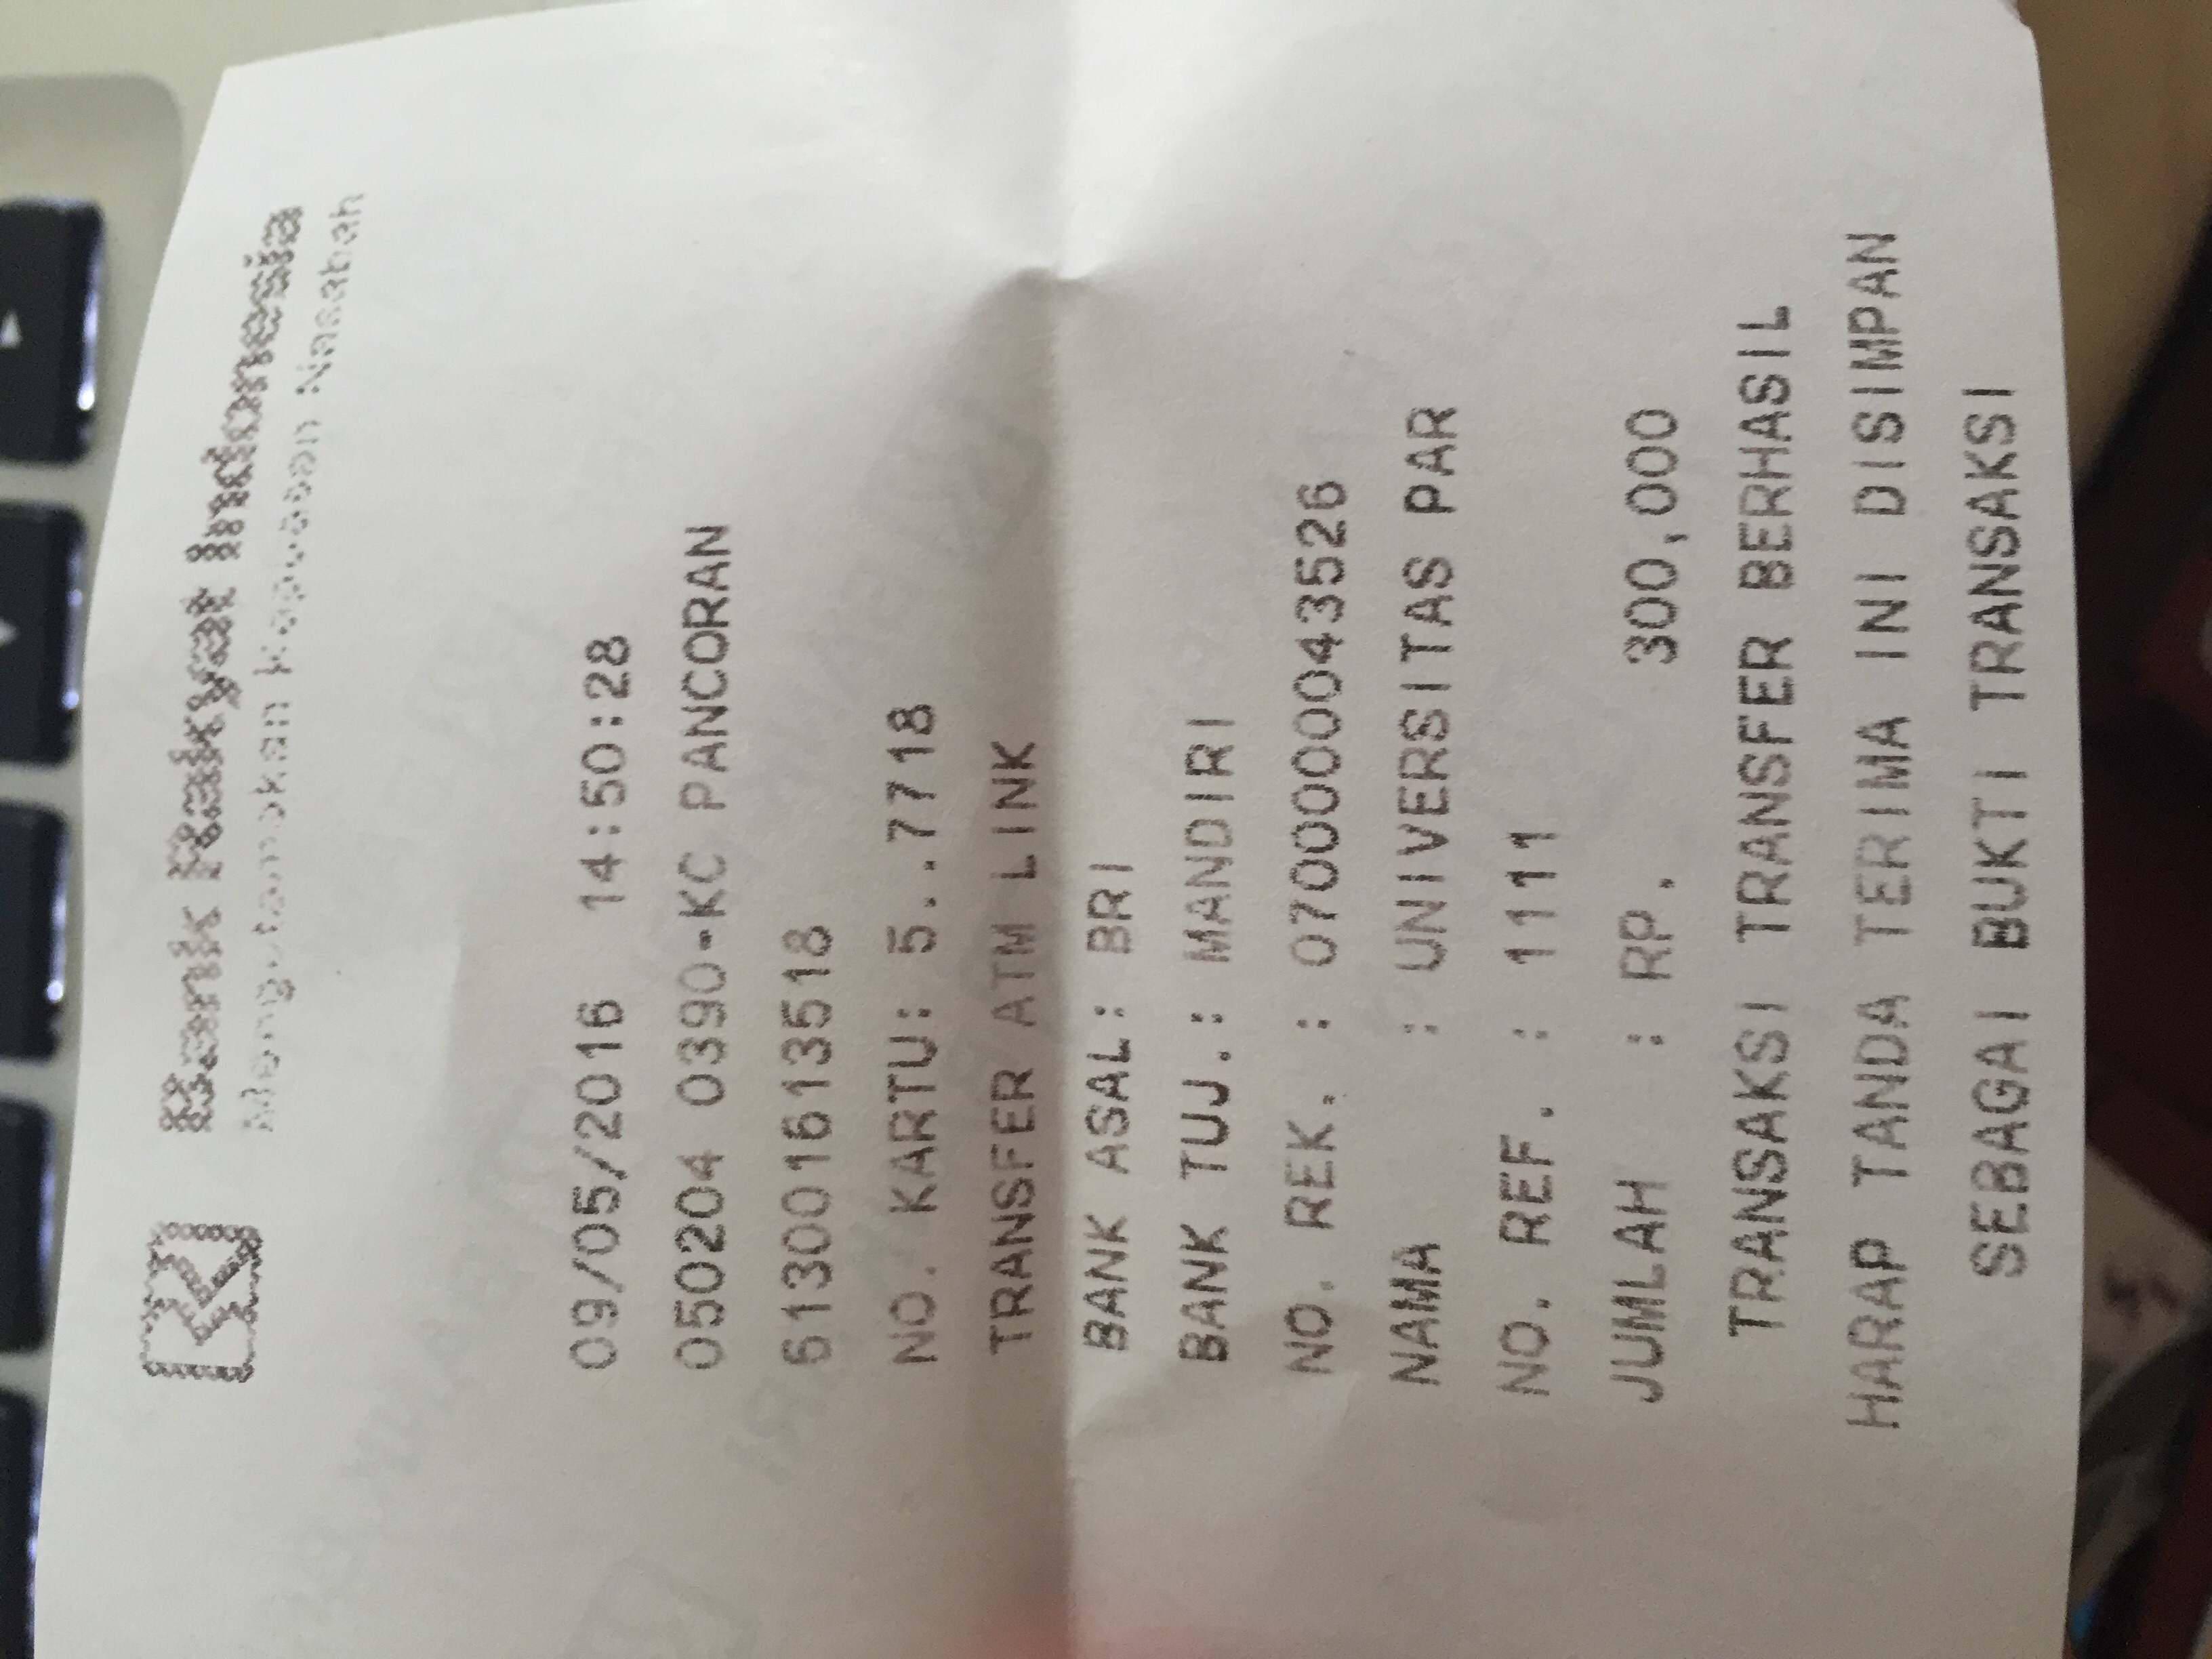 Bank Rakyat Indonesia
Mengutamakan Kepuasan Nasabah
09/05/2016 14:50:28
050204 0390-KC PANCORAN
613001613518
NO. KARTU: 5..7718
TRANSFER ATM LINK
BANK ASAL: BRI
BANK TUJ.: MANDIRI
NO. REK. : 0700000043526
NAMA : UNIVERSITAS PAR
NO. REF. : 1111
JUMLAH : RP. 300,000
TRANSAKSI TRANSFER BERHASIL
HARAP TANDA TERIMA INI DISIMPAN
SEBAGAI BUKTI TRANSAKSI